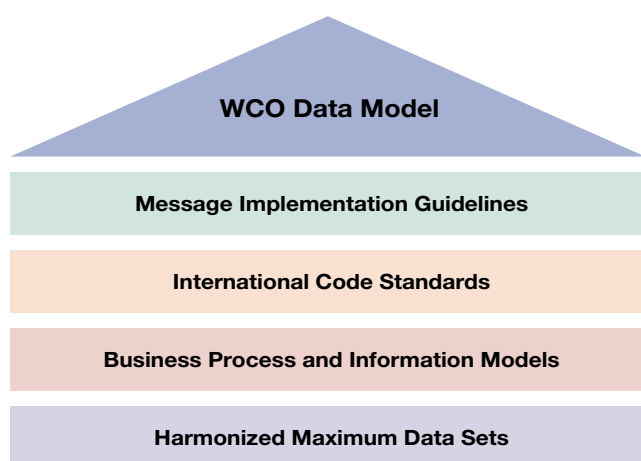 WCO Data Model
Message Implementation Guidelines
International Code Standards
Business Process and Information Models
Harmonized Maximum Data Sets